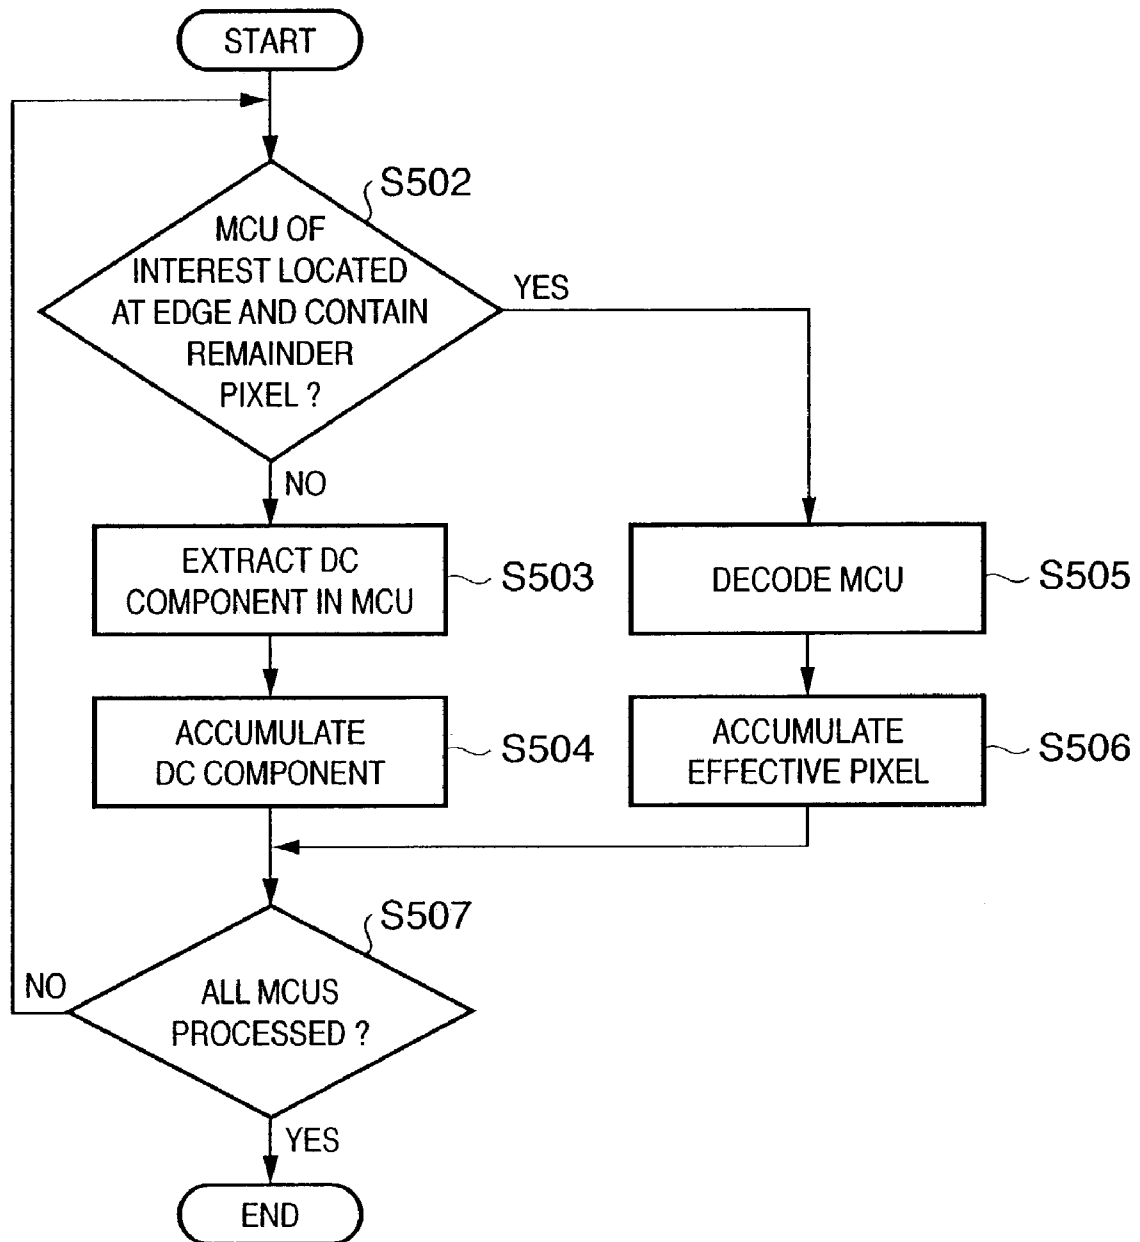 START
S502
MCU OF
INTEREST LOCATED
AT EDGE AND CONTAIN
REMAINDER
PIXEL ?
YES
NO
EXTRACT DC
COMPONENT IN MCU
S503
DECODE MCU
S505
ACCUMULATE
DC COMPONENT
S504
ACCUMULATE
EFFECTIVE PIXEL
S506
S507
ALL MCUS
PROCESSED ?
NO
YES
END